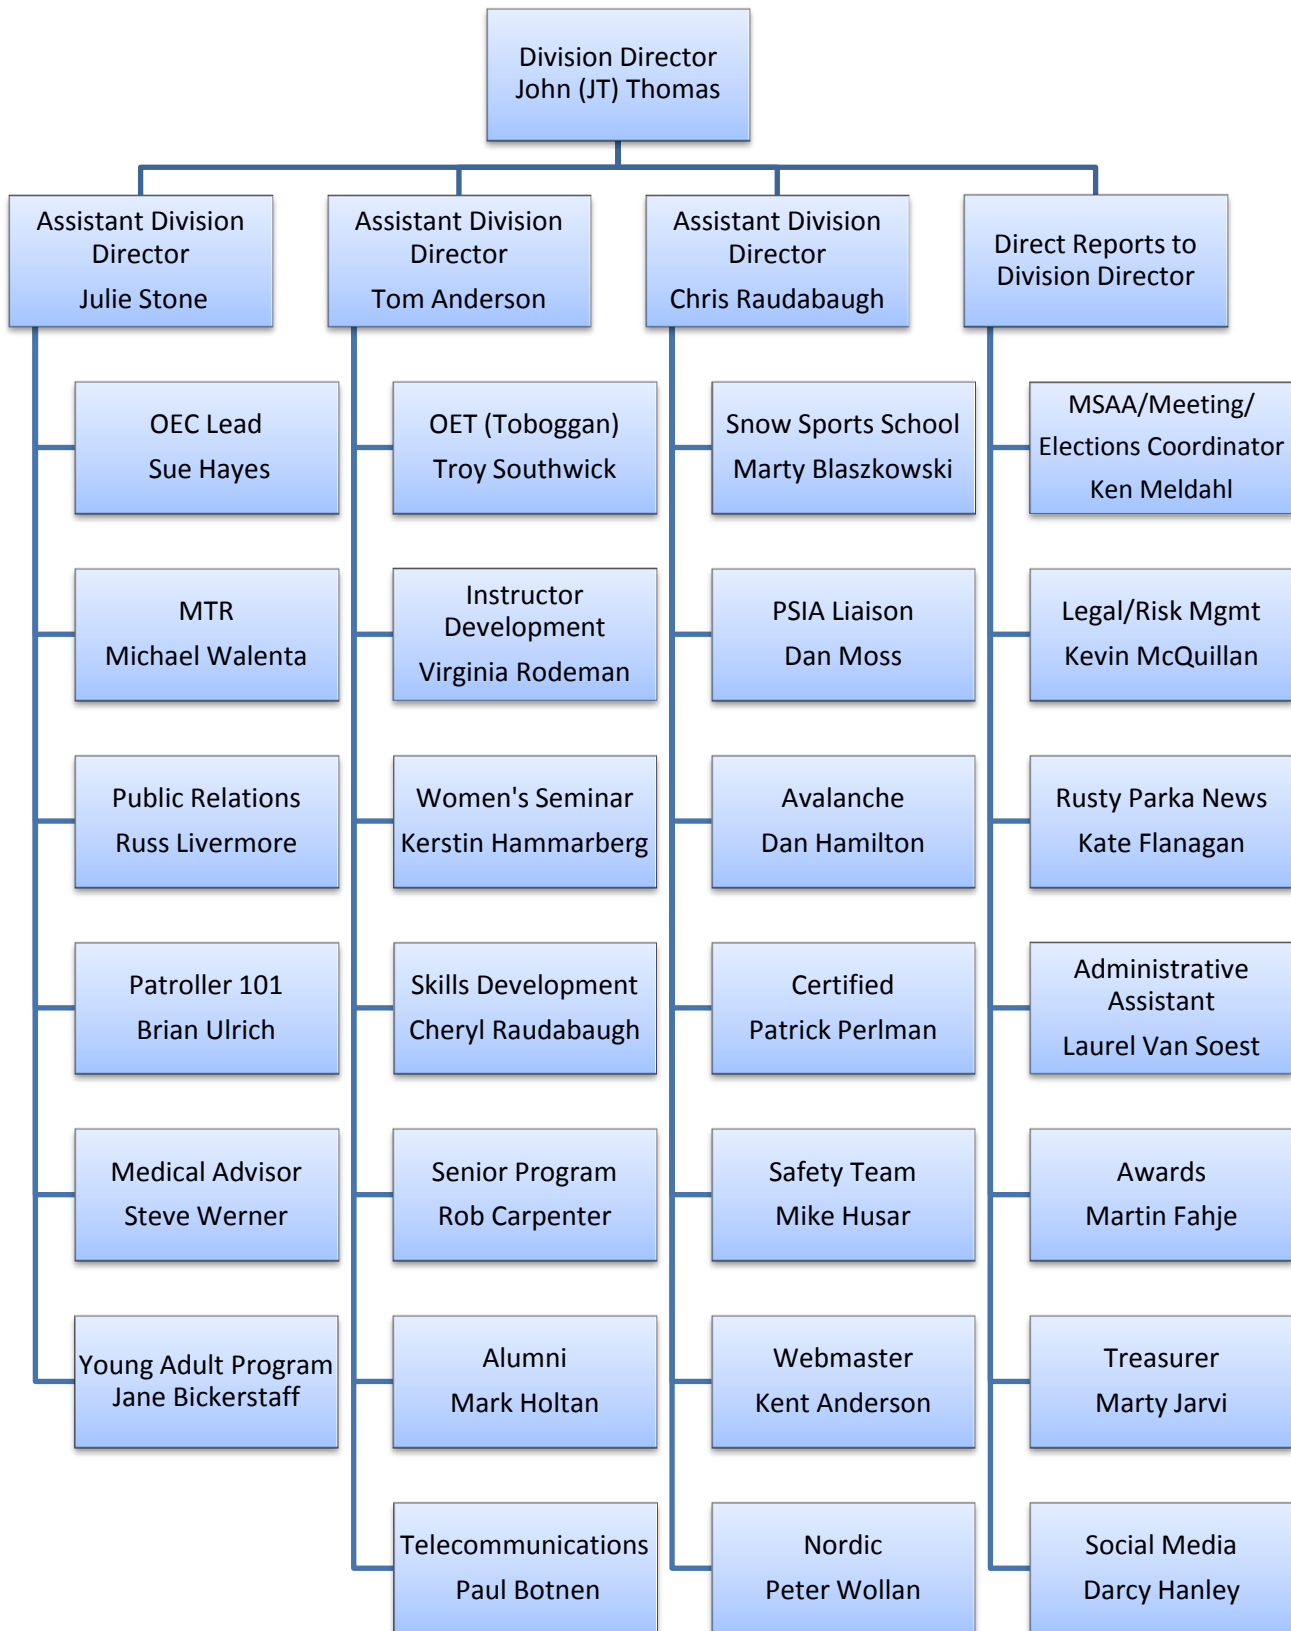 Division Director
John (JT) Thomas
Assistant Division
Director
Julie Stone
Assistant Division
Director
Tom Anderson
Assistant Division
Director
Chris Raudabaugh
Direct Reports to
Division Director
OEC Lead
Sue Hayes
MTR
Michael Walenta
Public Relations
Russ Livermore
Patroller 101
Brian Ulrich
Medical Advisor
Steve Werner
Young Adult Program
Jane Bickerstaff
OET (Toboggan)
Troy Southwick
Instructor
Development
Virginia Rodeman
Women's Seminar
Kerstin Hammarberg
Skills Development
Cheryl Raudabaugh
Senior Program
Rob Carpenter
Alumni
Mark Holtan
Telecommunications
Paul Botnen
Snow Sports School
Marty Blaszkowski
PSIA Liaison
Dan Moss
Avalanche
Dan Hamilton
Certified
Patrick Perlman
Safety Team
Mike Husar
Webmaster
Kent Anderson
Nordic
Peter Wollan
MSAA/Meeting/
Elections Coordinator
Ken Meldahl
Legal/Risk Mgmt
Kevin McQuillan
Rusty Parka News
Kate Flanagan
Administrative
Assistant
Laurel Van Soest
Awards
Martin Fahje
Treasurer
Marty Jarvi
Social Media
Darcy Hanley